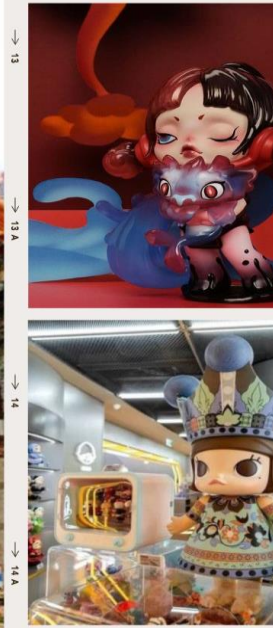 → 13
→ 13 A
→ 14
→ 14 A